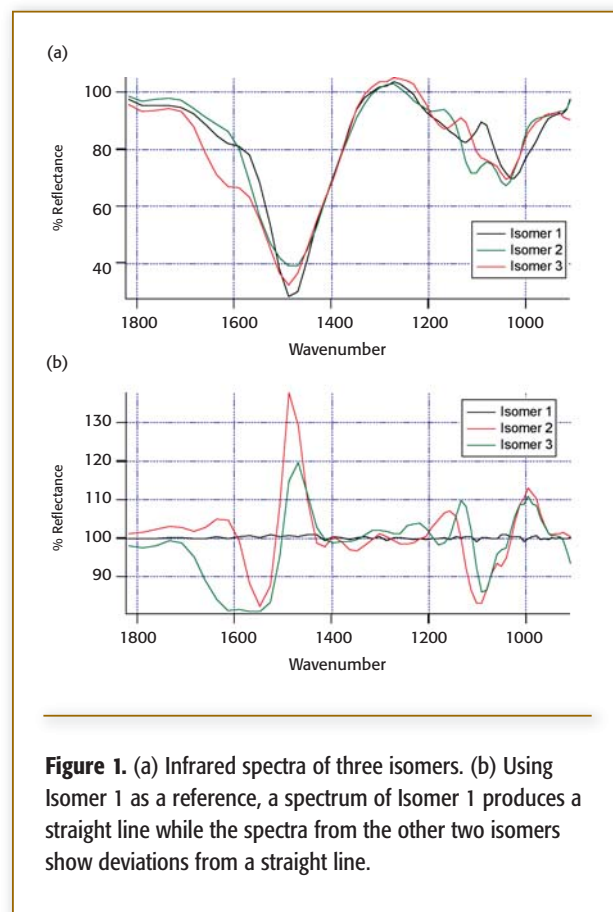 (a)
100
80
60
40
% Reflectance
Isomer 1
Isomer 2
Isomer 3
1800 1600 1400 1200 1000
Wavenumber
(b)
130
120
110
100
90
% Reflectance
Isomer 1
Isomer 2
Isomer 3
1800 1600 1400 1200 1000
Wavenumber
Figure 1. (a) Infrared spectra of three isomers. (b) Using
Isomer 1 as a reference, a spectrum of Isomer 1 produces a
straight line while the spectra from the other two isomers
show deviations from a straight line.